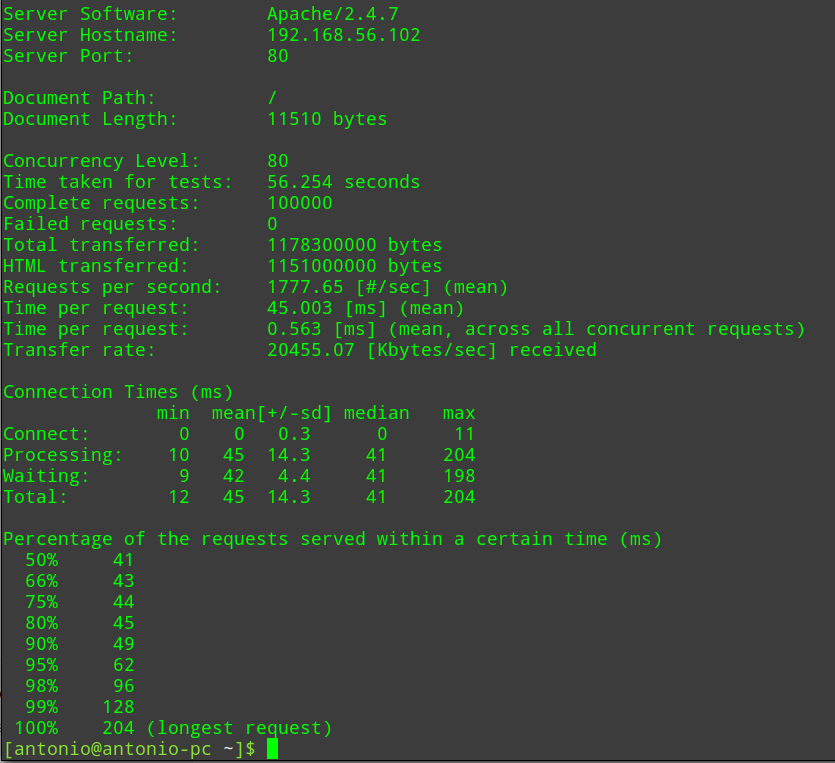 Server Software:        Apache/2.4.7
Server Hostname:        192.168.56.102
Server Port:            80

Document Path:          /
Document Length:        11510 bytes

Concurrency Level:      80
Time taken for tests:   56.254 seconds
Complete requests:      100000
Failed requests:        0
Total transferred:      1178300000 bytes
HTML transferred:       1151000000 bytes
Requests per second:    1777.65 [#/sec] (mean)
Time per request:       45.003 [ms] (mean)
Time per request:       0.563 [ms] (mean, across all concurrent requests)
Transfer rate:          20455.07 [Kbytes/sec] received

Connection Times (ms)
              min  mean[+/-sd] median   max
Connect:        0    0   0.3      0      11
Processing:    10   45  14.3     41     204
Waiting:        9   42   4.4     41     198
Total:         12   45  14.3     41     204

Percentage of the requests served within a certain time (ms)
  50%     41
  66%     43
  75%     44
  80%     45
  90%     49
  95%     62
  98%     96
  99%    128
 100%    204 (longest request)
[antonio@antonio-pc ~]$